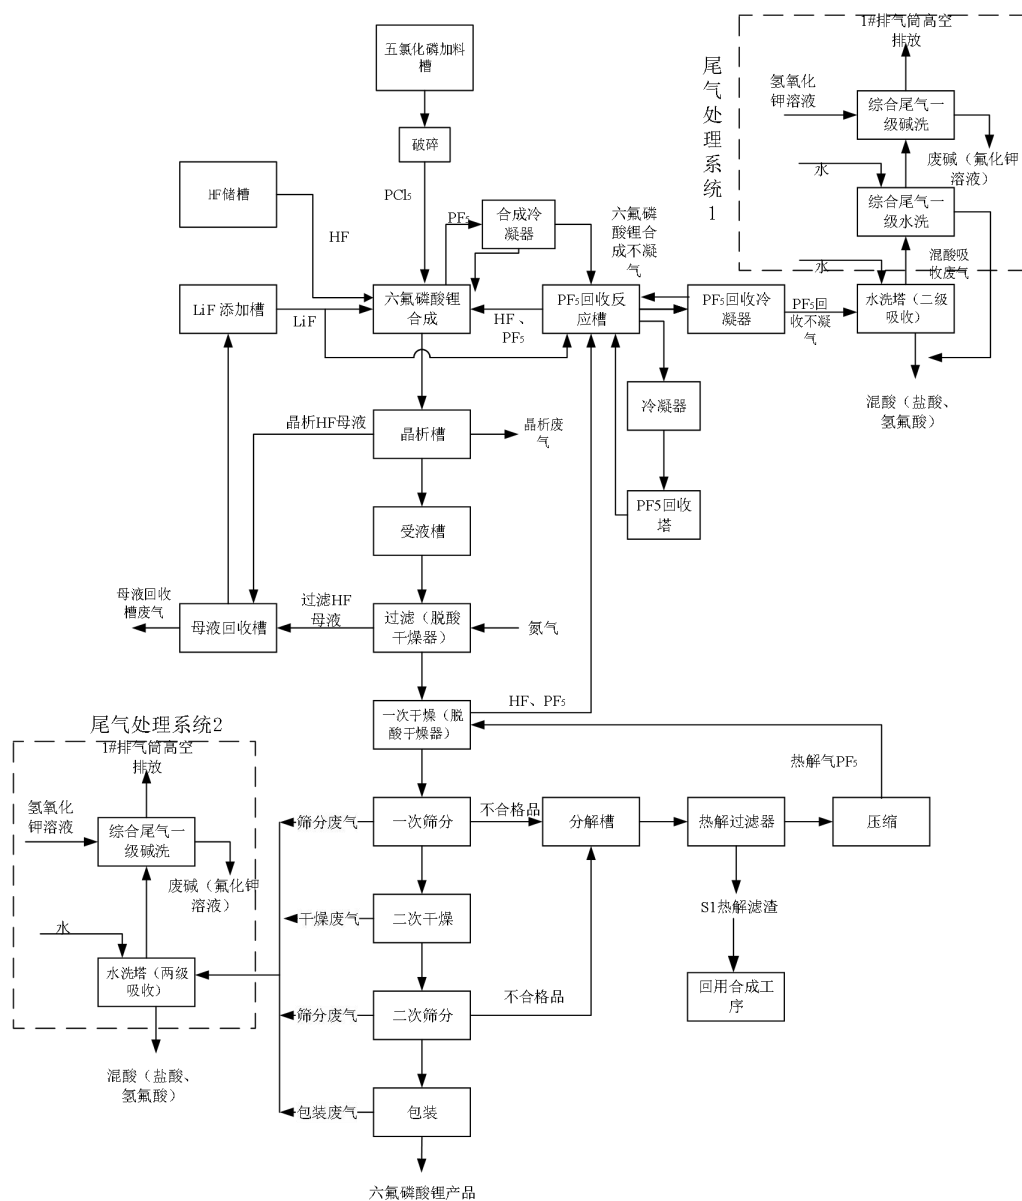 五氯化磷加料
槽
破碎
PCl₅
HF储槽
HF
LiF 添加槽
LiF
PF₅
合成冷
凝器
六氟磷
酸锂合
成不凝
气
六氟磷酸锂
合成
HF 、
PF₅
PF₅回收反
应槽
PF₅回收冷
凝器
PF₅回
收不凝
气
尾气处理系统1
1#排气筒高空
排放
氢氧化
钾溶液
综合尾气一
级碱洗
废碱（氟化钾
溶液）
水
综合尾气一
级水洗
混酸吸
收废气
水
水洗塔（二级
吸收）
混酸（盐酸、
氢氟酸）
冷凝器
PF5回收
塔
晶析HF母液
晶析槽
晶析废
气
受液槽
母液回收
槽废气
母液回收槽
过滤HF
母液
过滤（脱酸
干燥器）
氮气
一次干燥（脱
酸干燥器）
HF、PF₅
热解气PF₅
尾气处理系统2
1#排气筒高空
排放
氢氧化
钾溶液
综合尾气一
级碱洗
废碱（氟化钾
溶液）
水
水洗塔（两级
吸收）
混酸（盐酸、
氢氟酸）
筛分废气
一次筛分
不合格品
分解槽
热解过滤器
压缩
S1热解滤渣
回用合成工
序
干燥废气
二次干燥
筛分废气
二次筛分
不合格品
包装废气
包装
六氟磷酸锂产品